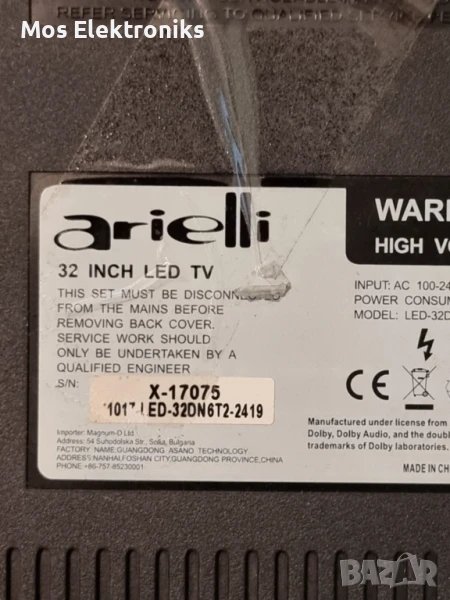 Mos Elektroniks
REFER SERVICING TO QUALIFIED
arielli
32 INCH LED TV
THIS SET MUST BE DISCONN
FROM THE MAINS BEFORE
REMOVING BACK COVER.
SERVICE WORK SHOULD
ONLY BE UNDERTAKEN BY A
QUALIFIED ENGINEER
S/N:
X-17075
1017-LED-32DN6T2-2419
Importer: Magnum-D Ltd
Address: 54 Suhodolska Str., Sofia, Bulgaria
FACTORY NAME:GUANGDONG ASANO TECHNOLOGY
ADDRESS:NANHAI,FOSHAN CITY,GUANGDONG PROVINCE,CHINA
PHONE: +86-757-85230001
WAR
HIGH VO
INPUT: AC 100-24
POWER CONSUM
MODEL: LED-32D
CE
Manufactured under license from
Dolby, Dolby Audio, and the double
trademarks of Dolby laboratories.
MADE IN CH
BAZAR